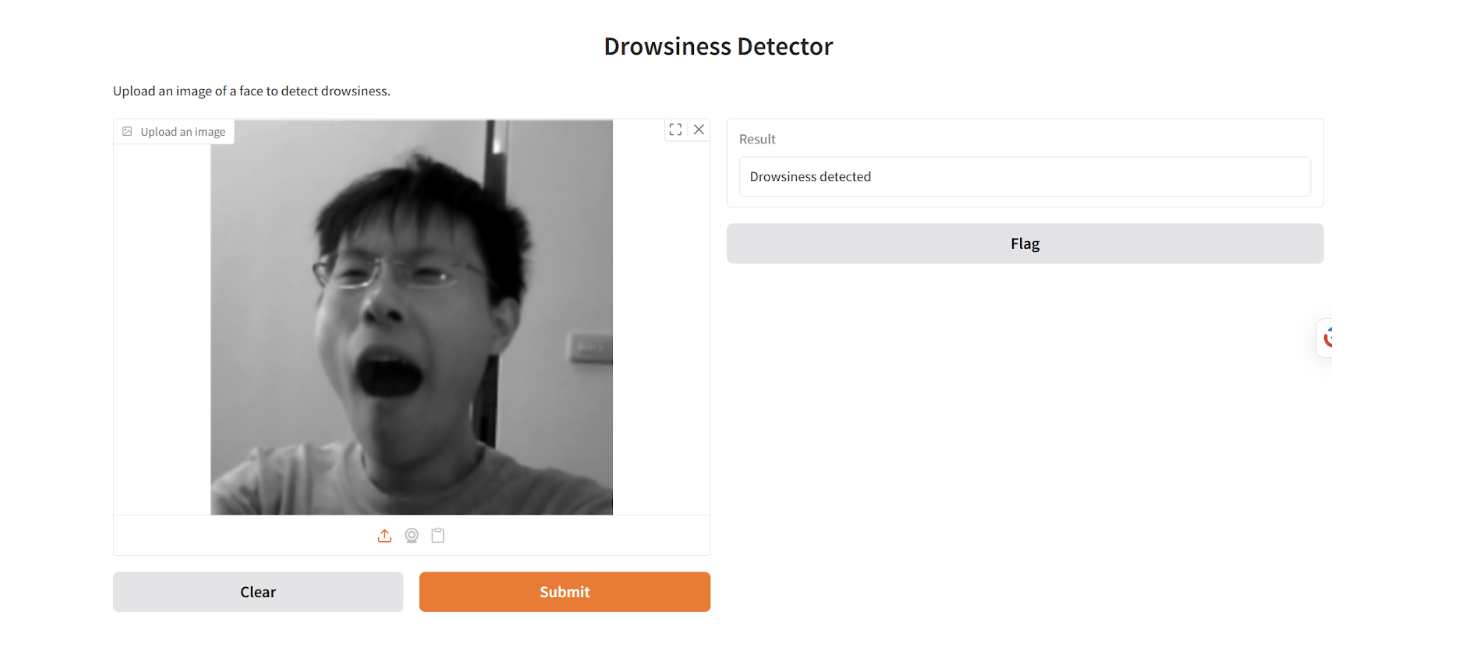 Drowsiness Detector
Upload an image of a face to detect drowsiness.
Upload an image
Result
Drowsiness detected
Flag
Clear
Submit